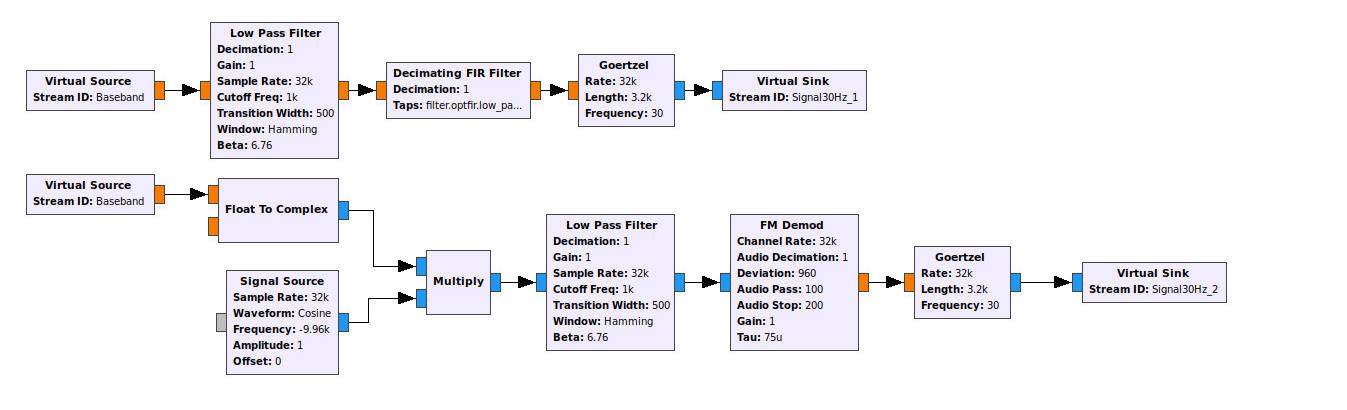 Virtual Source
Stream ID: Baseband
Low Pass Filter
Decimation: 1
Gain: 1
Sample Rate: 32k
Cutoff Freq: 1k
Transition Width: 500
Window: Hamming
Beta: 6.76
Decimating FIR Filter
Decimation: 1
Taps: filter.optfir.low_pa...
Goertzel
Rate: 32k
Length: 3.2k
Frequency: 30
Virtual Sink
Stream ID: Signal30Hz_1
Virtual Source
Stream ID: Baseband
Float To Complex
Signal Source
Sample Rate: 32k
Waveform: Cosine
Frequency: -9.96k
Amplitude: 1
Offset: 0
Multiply
Low Pass Filter
Decimation: 1
Gain: 1
Sample Rate: 32k
Cutoff Freq: 1k
Transition Width: 500
Window: Hamming
Beta: 6.76
FM Demod
Channel Rate: 32k
Audio Decimation: 1
Deviation: 960
Audio Pass: 100
Audio Stop: 200
Gain: 1
Tau: 75u
Goertzel
Rate: 32k
Length: 3.2k
Frequency: 30
Virtual Sink
Stream ID: Signal30Hz_2